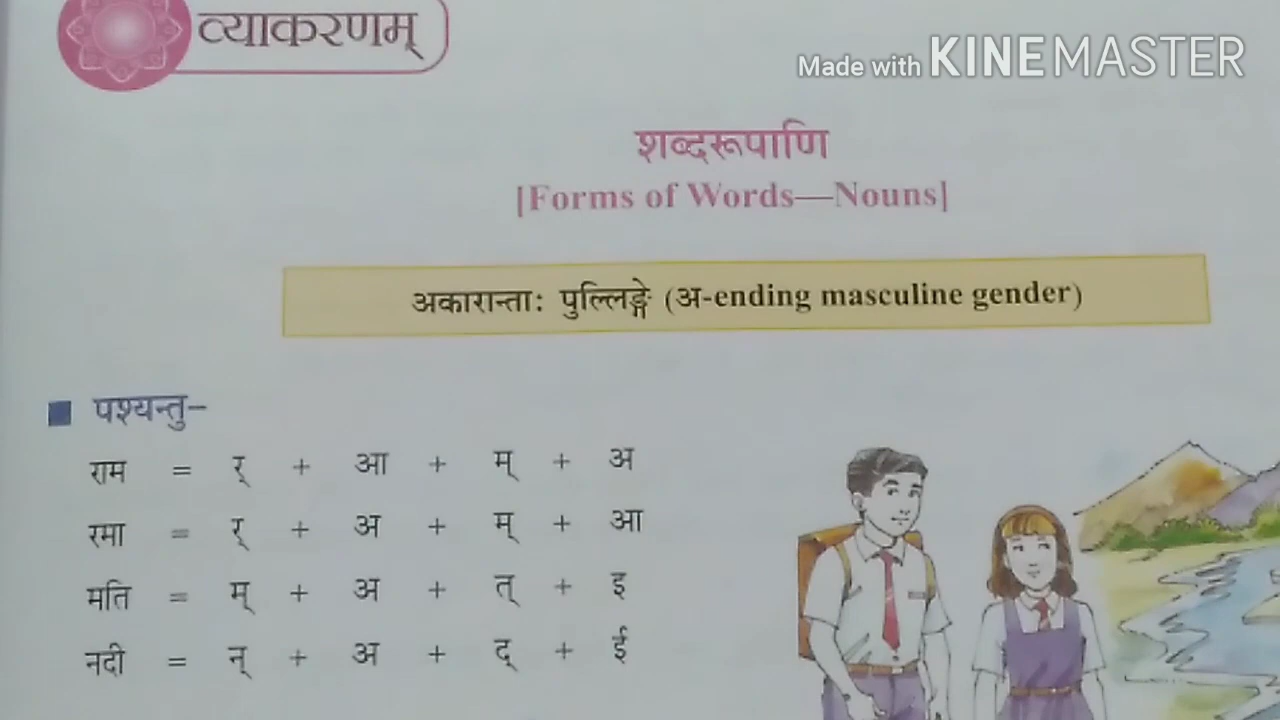 व्याकरणम्
Made with KINEMASTER
शब्दरूपाणि
[Forms of Words—Nouns]
अकारान्ताः पुल्लिङ्गे (अ-ending masculine gender)
पश्यन्तु–
राम = र् + आ + म् + अ
रमा = र् + अ + म् + आ
मति = म् + अ + त् + इ
नदी = न् + अ + द् + ई